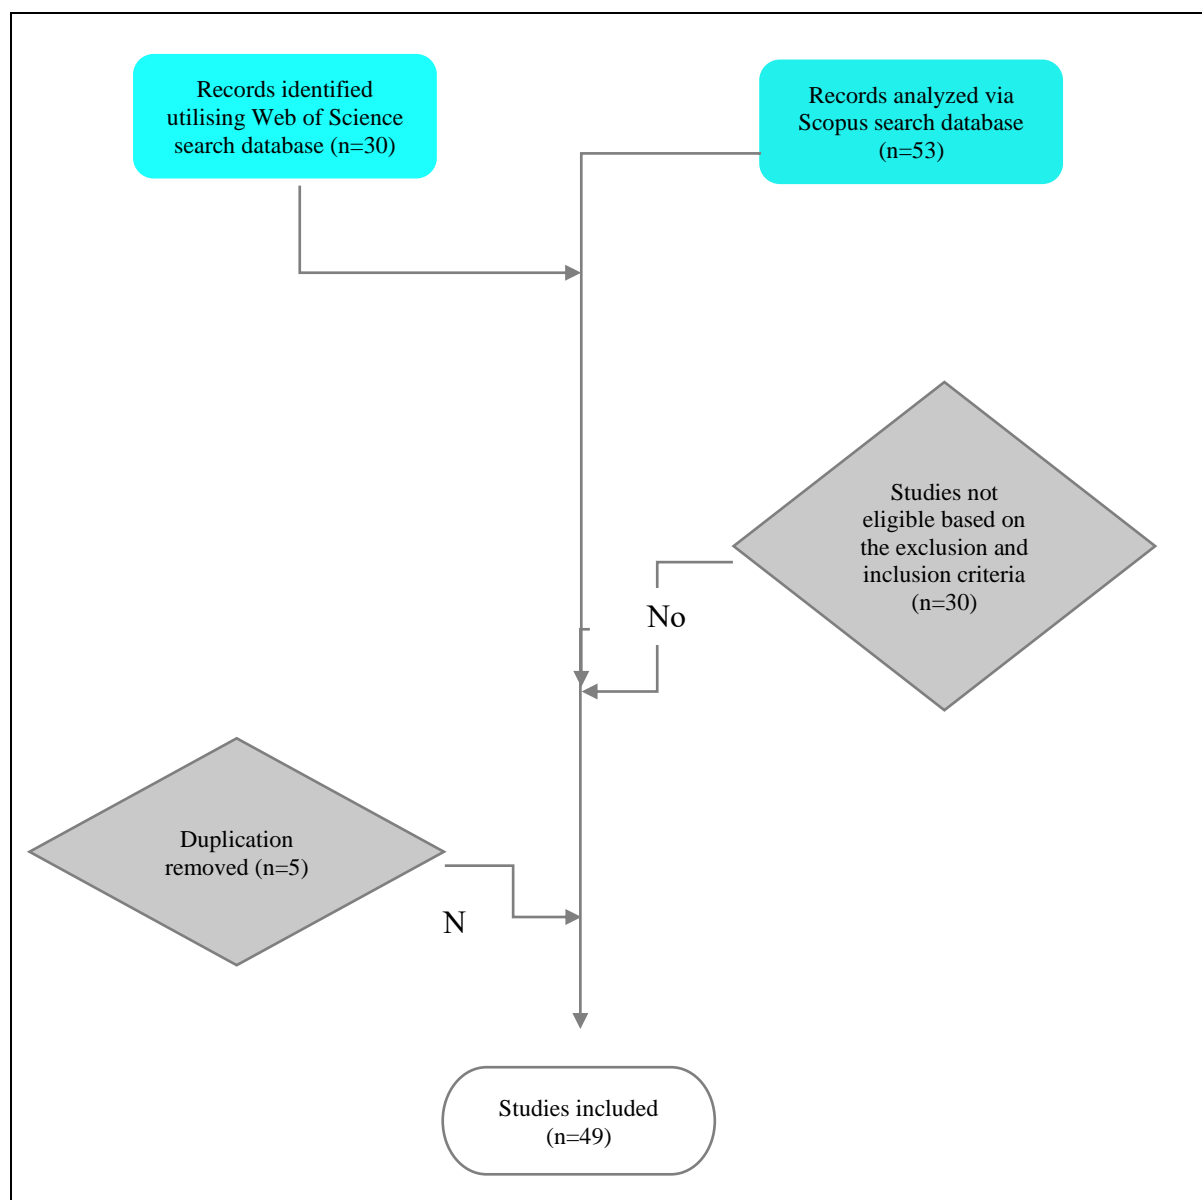 Records identified
utilising Web of Science
search database (n=30)
Records analyzed via
Scopus search database
(n=53)
Studies not
eligible based on
the exclusion and
inclusion criteria
(n=30)
No
Duplication
removed (n=5)
N
Studies included
(n=49)